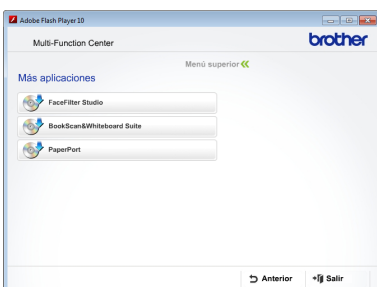 Adobe Flash Player 10
Multi-Function Center
brother
Menú superior
Más aplicaciones
FaceFilter Studio
BookScan&Whiteboard Suite
PaperPort
Anterior
Salir